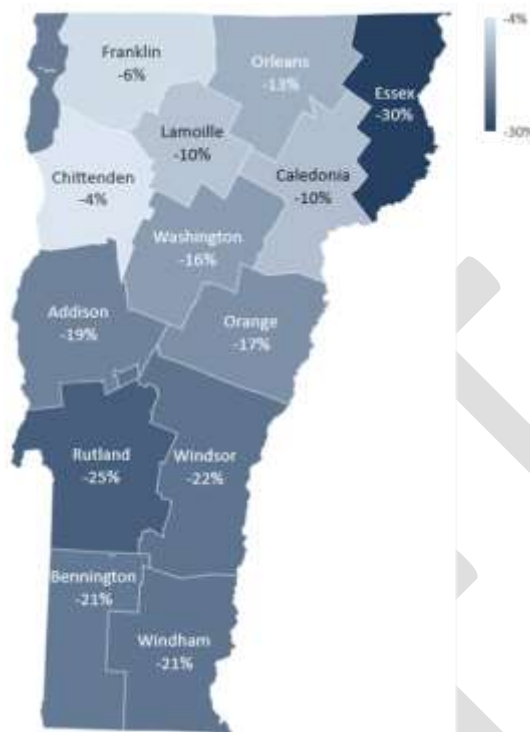 Franklin
-6%
Orleans
-13%
Essex
-30%
Lamoille
-10%
Chittenden
-4%
Caledonia
-10%
Washington
-16%
Addison
-19%
Orange
-17%
Rutland
-25%
Windsor
-22%
Bennington
-21%
Windham
-21%
-4%
-30%